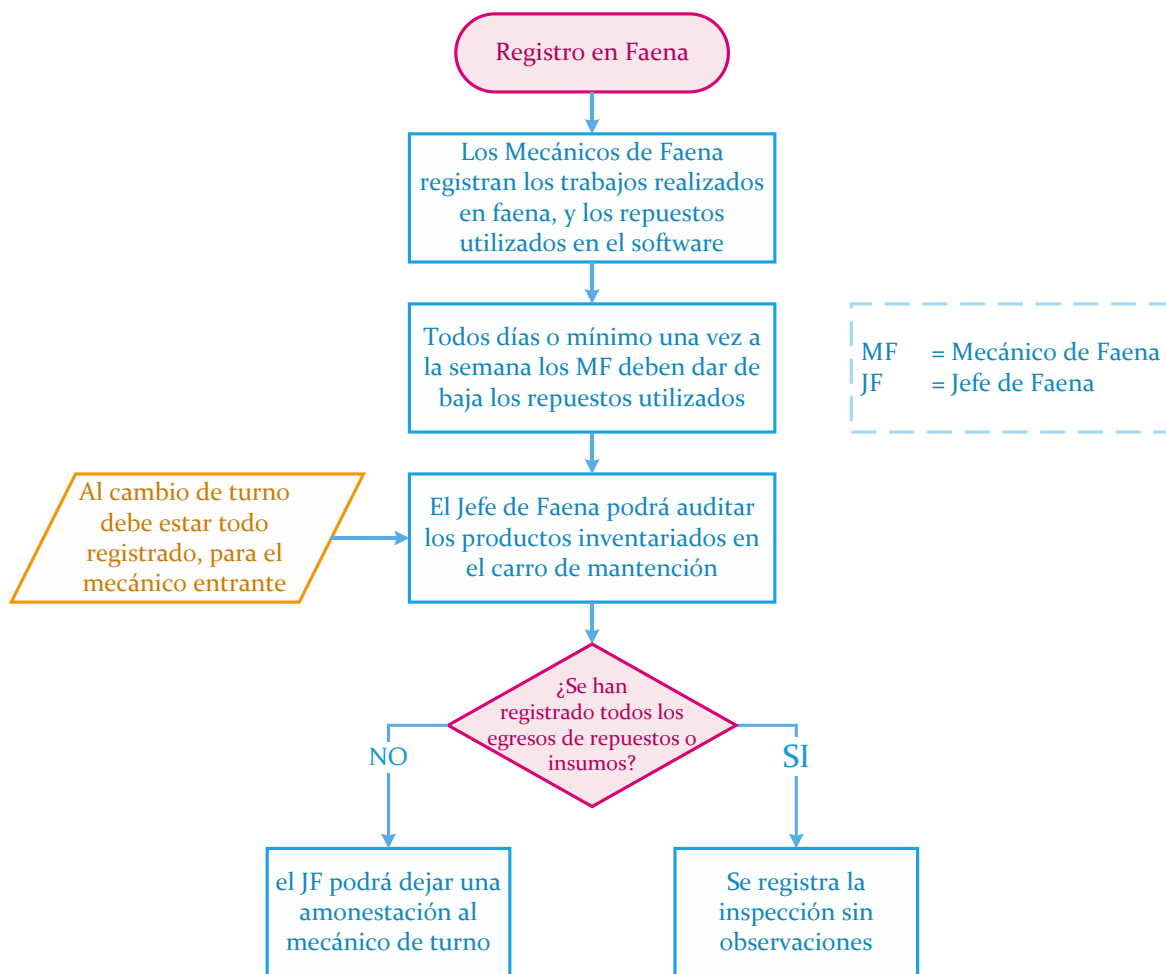 Registro en Faena
Los Mecánicos de Faena
registran los trabajos realizados
en faena, y los repuestos
utilizados en el software
Todos días o mínimo una vez a
la semana los MF deben dar de
baja los repuestos utilizados
MF = Mecánico de Faena
JF = Jefe de Faena
Al cambio de turno
debe estar todo
registrado, para el
mecánico entrante
El Jefe de Faena podrá auditar
los productos inventariados en
el carro de mantención
¿Se han
registrado todos los
egresos de repuestos o
insumos?
NO
SI
el JF podrá dejar una
amonestación al
mecánico de turno
Se registra la
inspección sin
observaciones